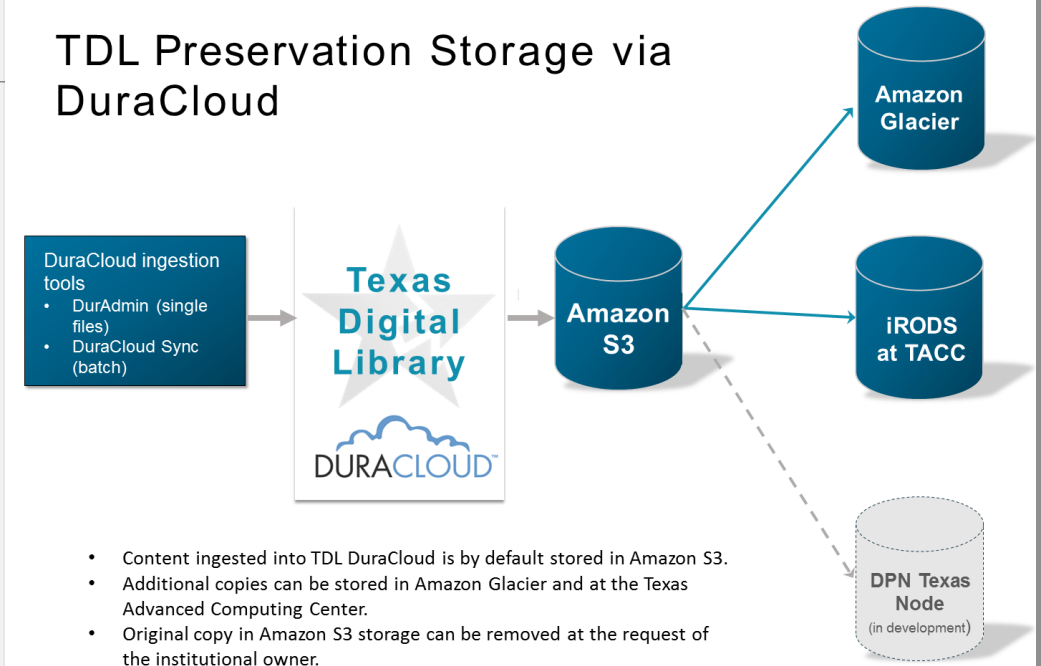 TDL Preservation Storage via
DuraCloud
Amazon
Glacier
DuraCloud ingestion
tools
• DurAdmin (single
files)
• DuraCloud Sync
(batch)
Texas
Digital
Library
DURACLOUD™
Amazon
S3
iRODS
at TACC
DPN Texas
Node
(in development)
• Content ingested into TDL DuraCloud is by default stored in Amazon S3.
• Additional copies can be stored in Amazon Glacier and at the Texas
Advanced Computing Center.
• Original copy in Amazon S3 storage can be removed at the request of
the institutional owner.